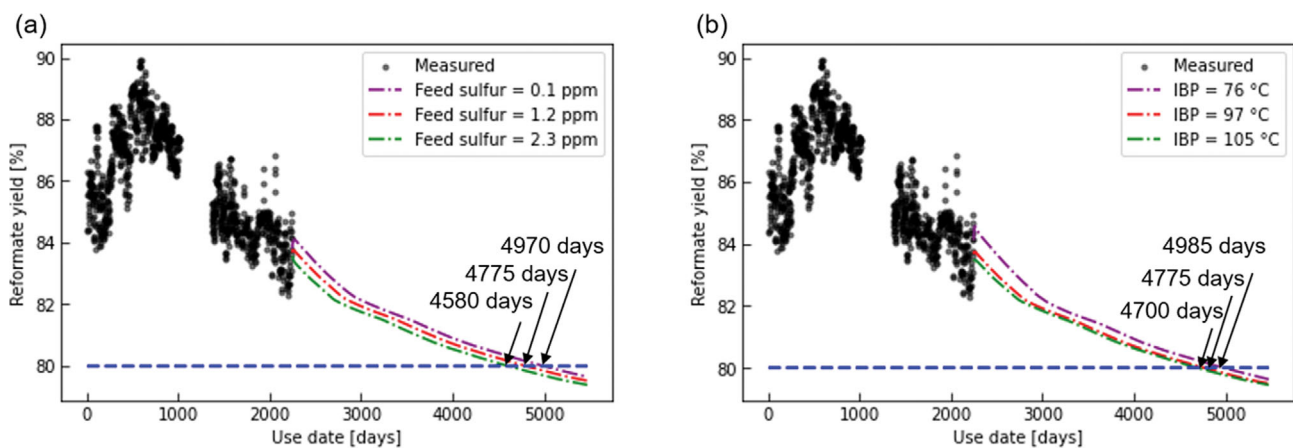 (a)
Reformate yield [%]
90
88
86
84
82
80
Measured
Feed sulfur = 0.1 ppm
Feed sulfur = 1.2 ppm
Feed sulfur = 2.3 ppm
4970 days
4775 days
4580 days
0 1000 2000 3000 4000 5000
Use date [days]
(b)
Reformate yield [%]
90
88
86
84
82
80
Measured
IBP = 76 °C
IBP = 97 °C
IBP = 105 °C
4985 days
4775 days
4700 days
0 1000 2000 3000 4000 5000
Use date [days]